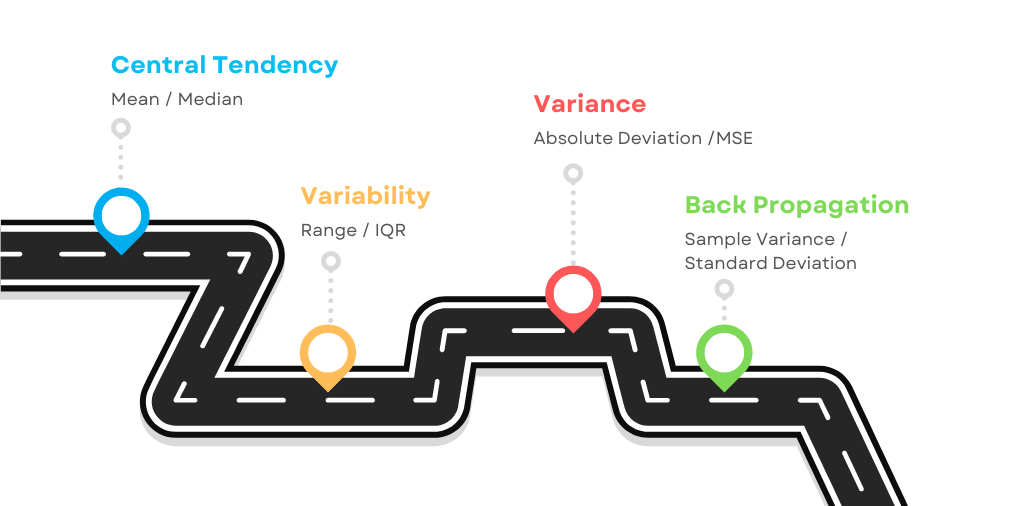 Central Tendency
Mean / Median
Variability
Range / IQR
Variance
Absolute Deviation /MSE
Back Propagation
Sample Variance /
Standard Deviation